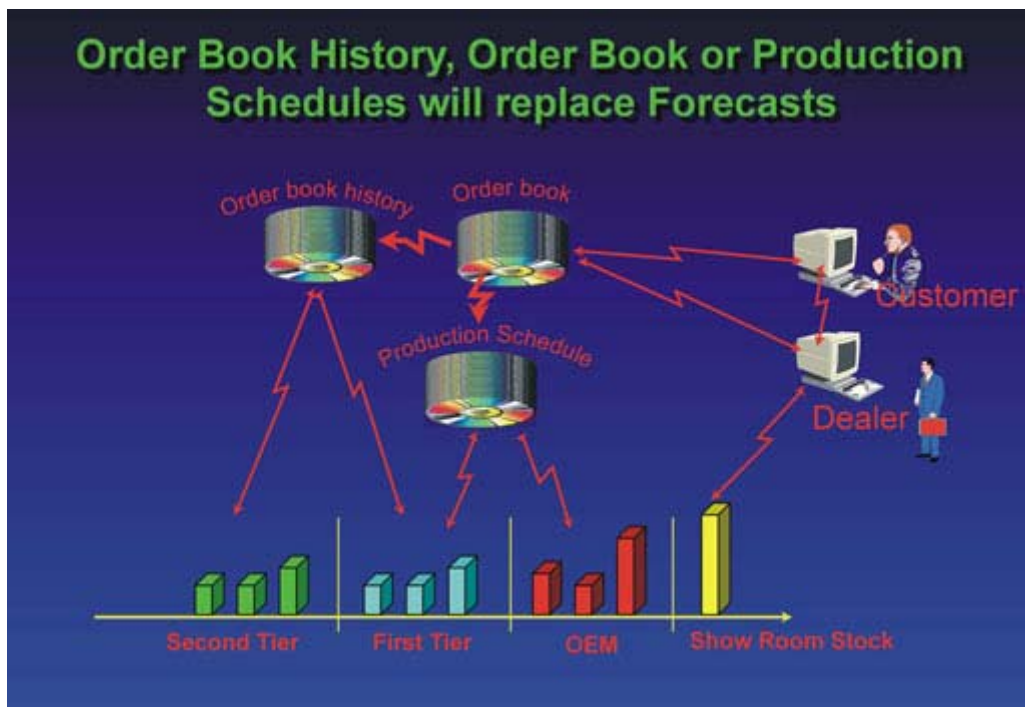 Order Book History, Order Book or Production
Schedules will replace Forecasts
Order book history
Order book
Customer
Production Schedule
Dealer
Second Tier
First Tier
OEM
Show Room Stock